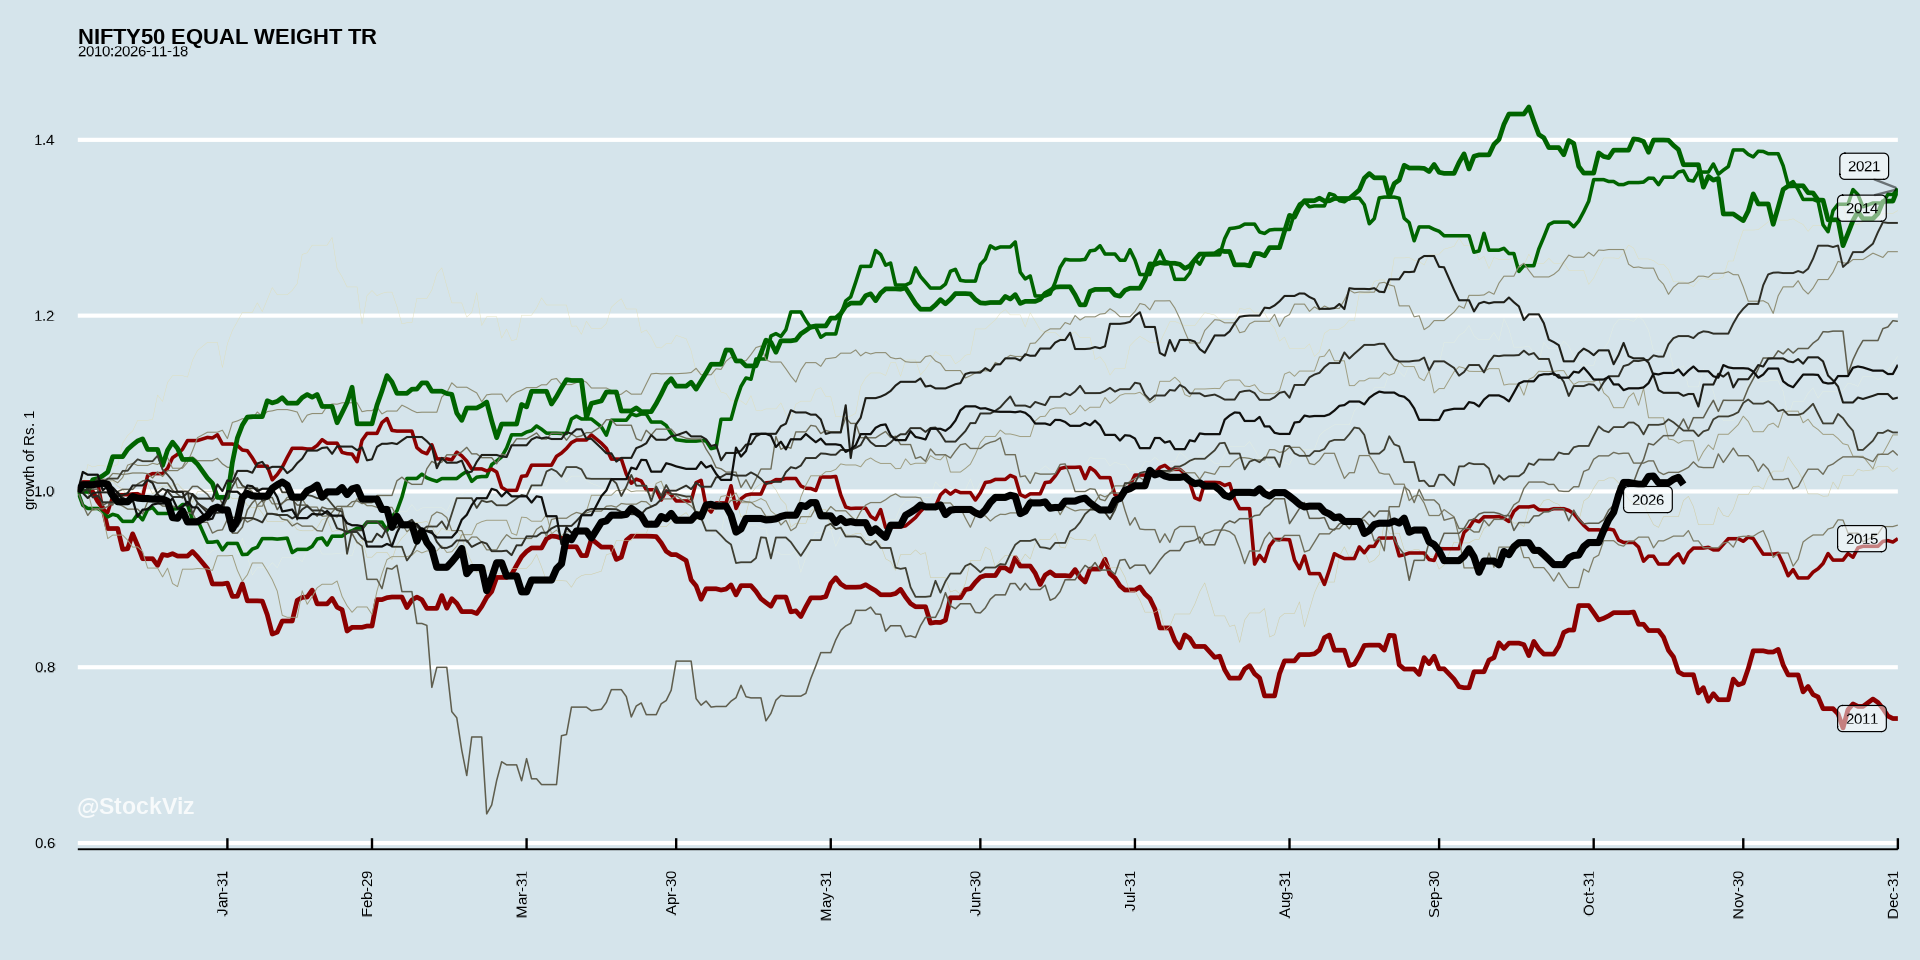 NIFTY50 EQUAL WEIGHT TR
2010:2026-11-18
growth of Rs. 1
1.4
1.2
1.0
0.8
0.6
2021
2014
2026
2015
2011
@StockViz
Jan-31
Feb-29
Mar-31
Apr-30
May-31
Jun-30
Jul-31
Aug-31
Sep-30
Oct-31
Nov-30
Dec-31